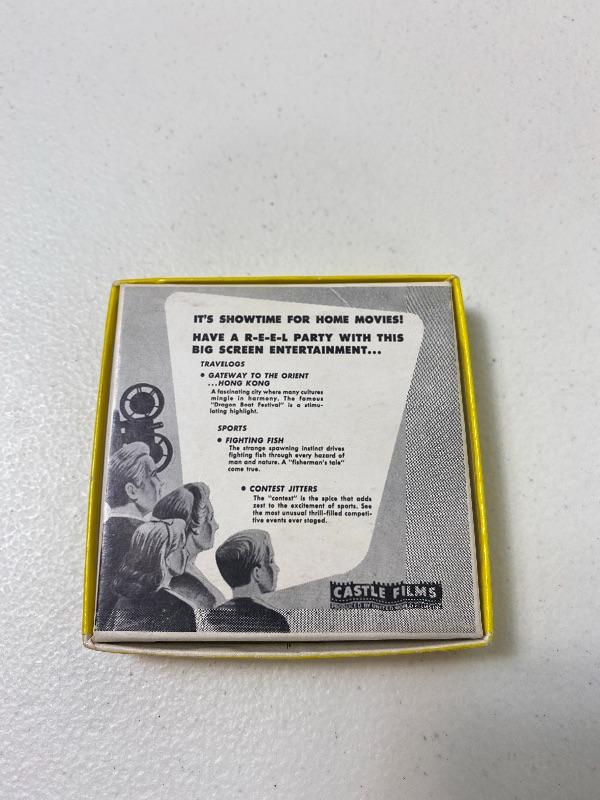 IT'S SHOWTIME FOR HOME MOVIES!
HAVE A R-E-E-L PARTY WITH THIS
BIG SCREEN ENTERTAINMENT...
TRAVELOGS
• GATEWAY TO THE ORIENT
...HONG KONG
A fascinating city where many cultures
mingle in harmony. The famous
"Dragon Boat Festival" is a stimu-
lating highlight.
SPORTS
• FIGHTING FISH
The strange spawning instinct drives
fighting fish through every hazard of
man and nature. A "fisherman's tale"
come true.
• CONTEST JITTERS
The "contest" is the spice that adds
zest to the excitement of sports. See
the most unusual thrill-filled competi-
tive events ever staged.
CASTLE FILMS